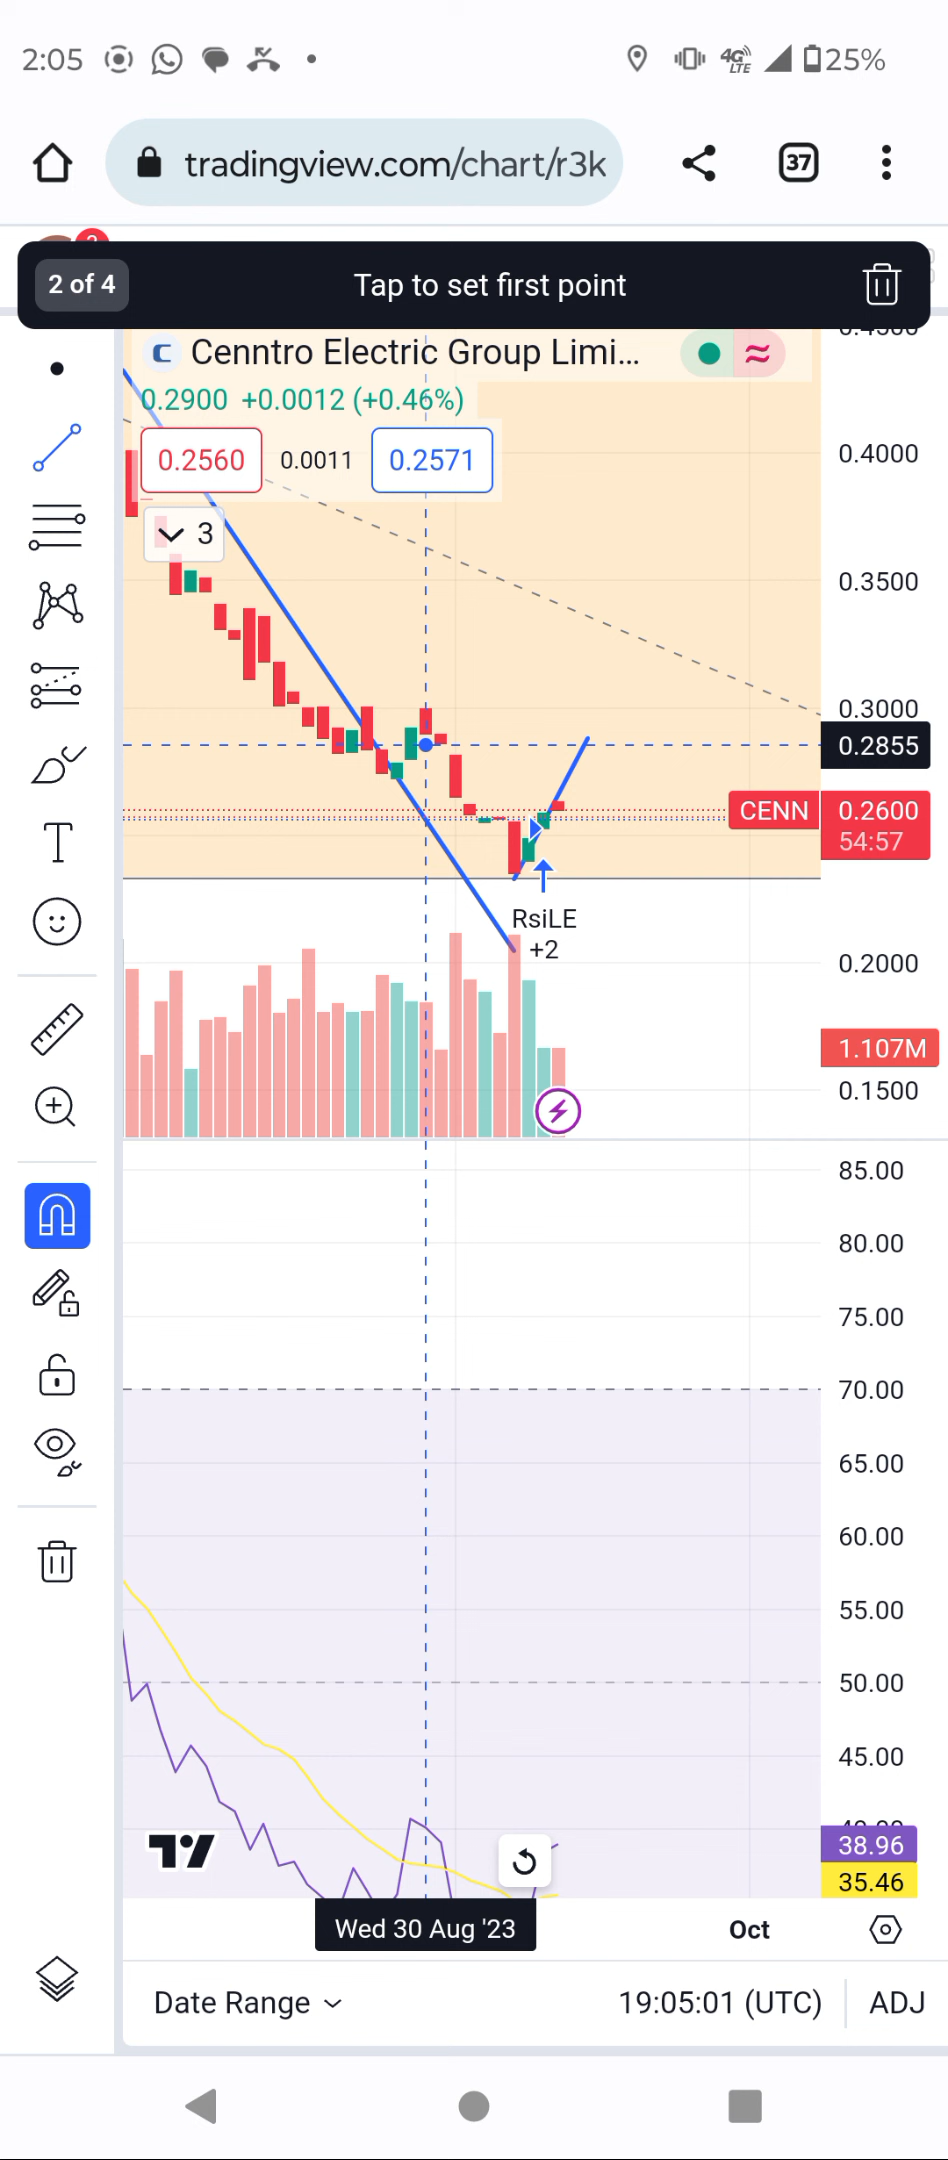 2:05 4G LTE 25%
tradingview.com/chart/r3k 37
2 of 4 Tap to set first point
C Cenntro Electric Group Limi...
0.2900 +0.0012 (+0.46%)
0.2560 0.0011 0.2571
3
0.4000
0.3500
0.3000
0.2855
CENN 0.2600
54:57
RsiLE
+2
0.2000
1.107M
0.1500
85.00
80.00
75.00
70.00
65.00
60.00
55.00
50.00
45.00
38.96
35.46
Wed 30 Aug '23 Oct
Date Range 19:05:01 (UTC) ADJ